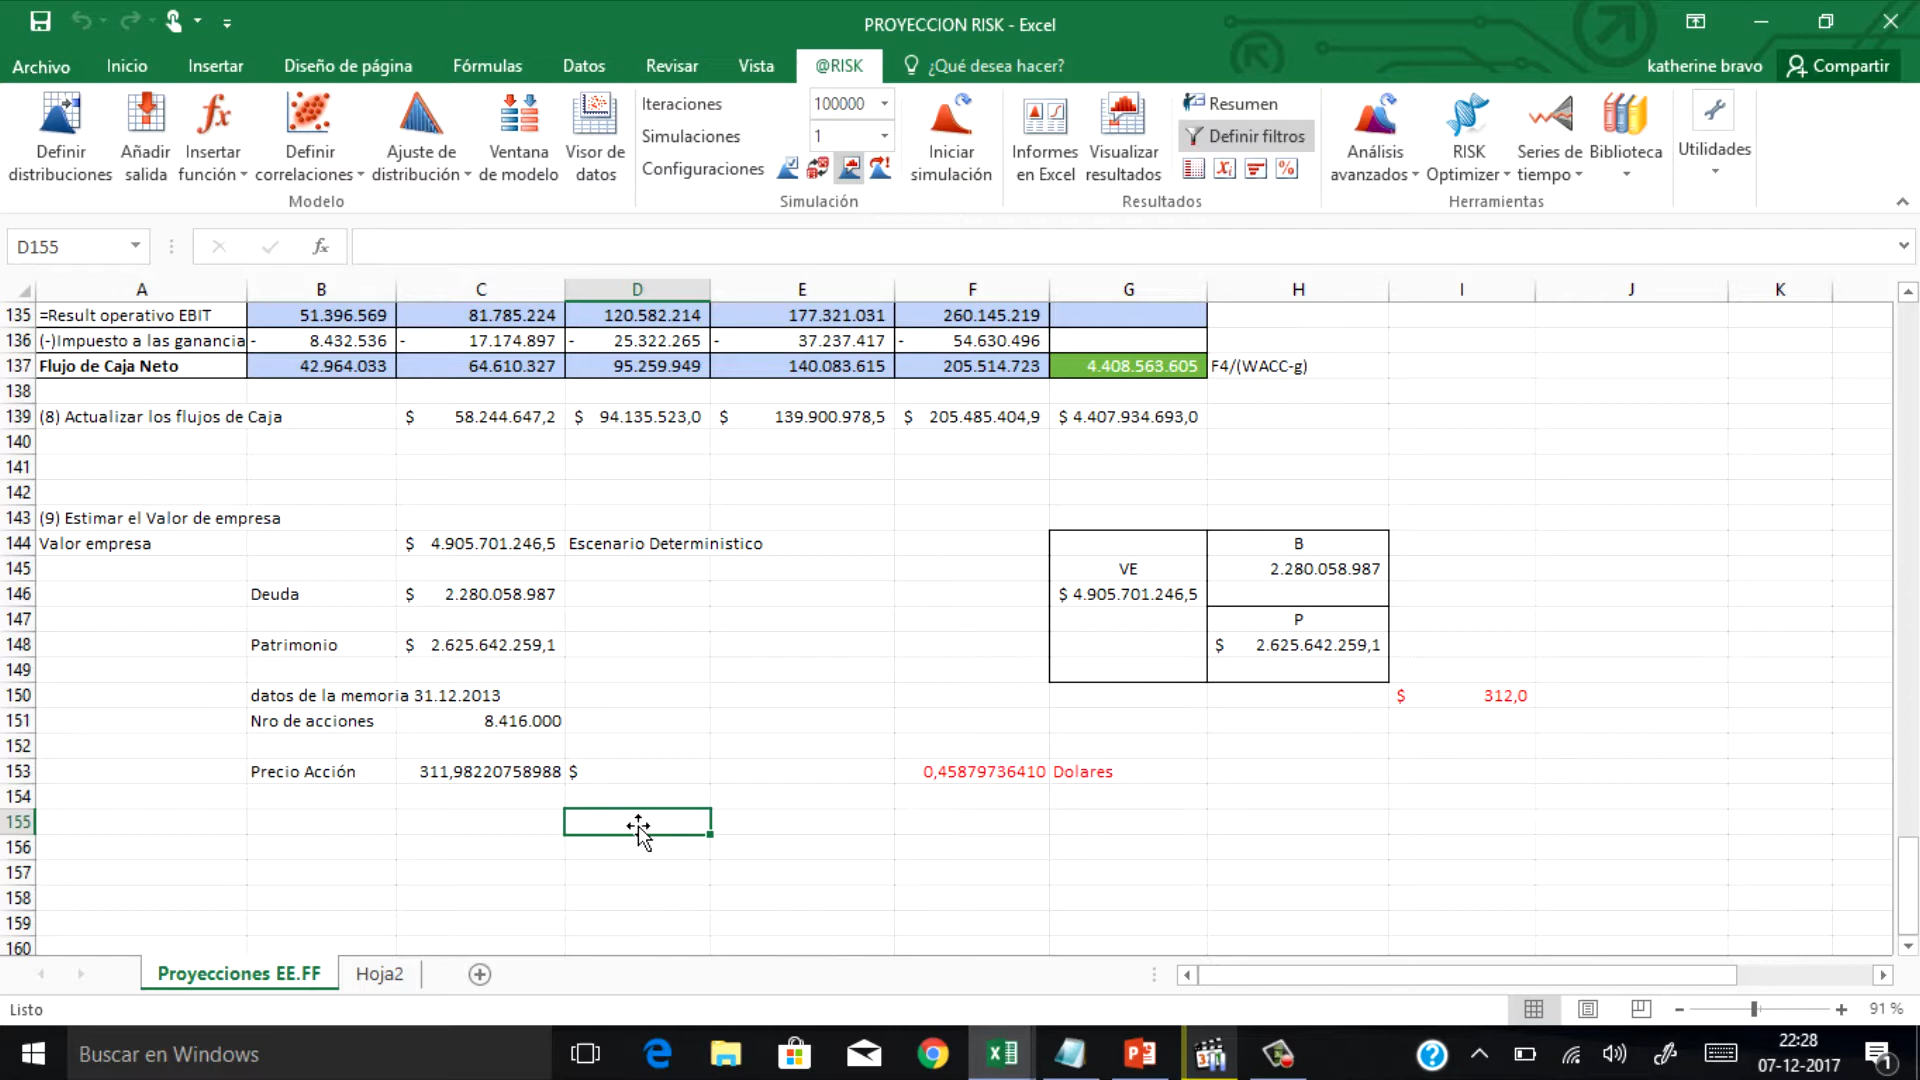 PROYECCION RISK - Excel
Archivo Inicio Insertar Diseño de página Fórmulas Datos Revisar Vista @RISK ¿Qué desea hacer? katherine bravo Compartir
Definir distribuciones
Añadir salida
Insertar función
Definir correlaciones
Ajuste de distribución
Ventana de modelo
Visor de datos
Modelo
Iteraciones 100000
Simulaciones 1
Configuraciones
Iniciar simulación
Simulación
Informes en Excel
Visualizar resultados
Resumen
Definir filtros
Resultados
Análisis avanzados
RISK Optimizer
Series de tiempo
Biblioteca
Herramientas
Utilidades
D155 fx
A B C D E F G H I J K
135 =Result operativo EBIT 51.396.569 81.785.224 120.582.214 177.321.031 260.145.219
136 (-)Impuesto a las ganancia - 8.432.536 - 17.174.897 - 25.322.265 - 37.237.417 - 54.630.496
137 Flujo de Caja Neto 42.964.033 64.610.327 95.259.949 140.083.615 205.514.723 4.408.563.605 F4/(WACC-g)
138
139 (8) Actualizar los flujos de Caja $ 58.244.647,2 $ 94.135.523,0 $ 139.900.978,5 $ 205.485.404,9 $ 4.407.934.693,0
140
141
142
143 (9) Estimar el Valor de empresa
144 Valor empresa $ 4.905.701.246,5 Escenario Deterministico B
145 VE 2.280.058.987
146 Deuda $ 2.280.058.987 $ 4.905.701.246,5
147 P
148 Patrimonio $ 2.625.642.259,1 $ 2.625.642.259,1
149
150 datos de la memoria 31.12.2013 $ 312,0
151 Nro de acciones 8.416.000
152
153 Precio Acción 311,98220758988 $ 0,45879736410 Dolares
154
155
156
157
158
159
160
Proyecciones EE.FF Hoja2
Listo 91 %
Buscar en Windows
22:28
07-12-2017
1